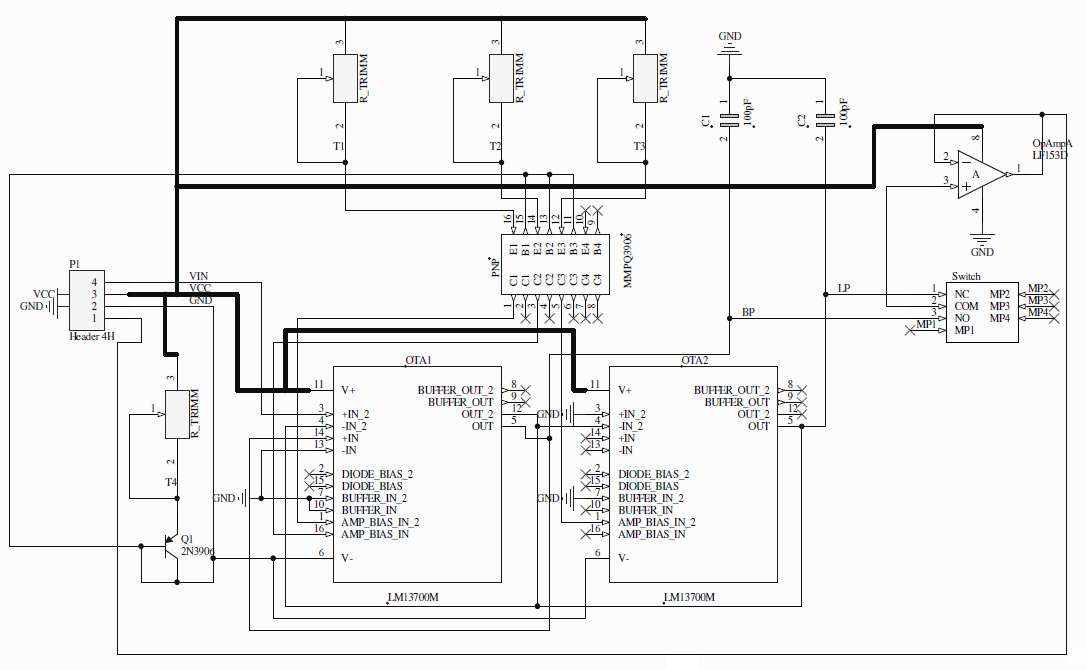 GND
3
3
3
1
R_TRIMM
1
R_TRIMM
1
R_TRIMM
1
1
C1
100pF
C2
100pF
2
2
2
2
2
T1
T2
T3
8
OpAmpA
LF153D
2
A
1
3
4
GND
16
15
14
13
12
11
10
9
E1
B1
E2
B2
E3
B3
E4
B4
PNP
MMPQ3906
C1
C1
C2
C2
C3
C3
C4
C4
1
2
3
4
5
6
7
8
P1
VIN
4
VCC
VCC
3
GND
GND
2
1
Header 4H
Switch
LP
1
NC
MP2
MP2
2
COM
MP3
MP3
BP
3
NO
MP4
MP4
MP1
MP1
OTA1
OTA2
3
1
R_TRIMM
2
T4
Q1
2N3906
11
V+
BUFFER_OUT_2
8
BUFFER_OUT
9
3
+IN_2
OUT_2
12
4
-IN_2
OUT
5
14
+IN
13
-IN
2
DIODE_BIAS_2
15
DIODE_BIAS
GND
7
BUFFER_IN_2
10
BUFFER_IN
1
AMP_BIAS_IN_2
16
AMP_BIAS_IN
6
V-
LM13700M
11
V+
BUFFER_OUT_2
8
BUFFER_OUT
9
GND
3
+IN_2
OUT_2
12
4
-IN_2
OUT
5
14
+IN
13
-IN
2
DIODE_BIAS_2
15
DIODE_BIAS
GND
7
BUFFER_IN_2
10
BUFFER_IN
1
AMP_BIAS_IN_2
16
AMP_BIAS_IN
6
V-
LM13700M